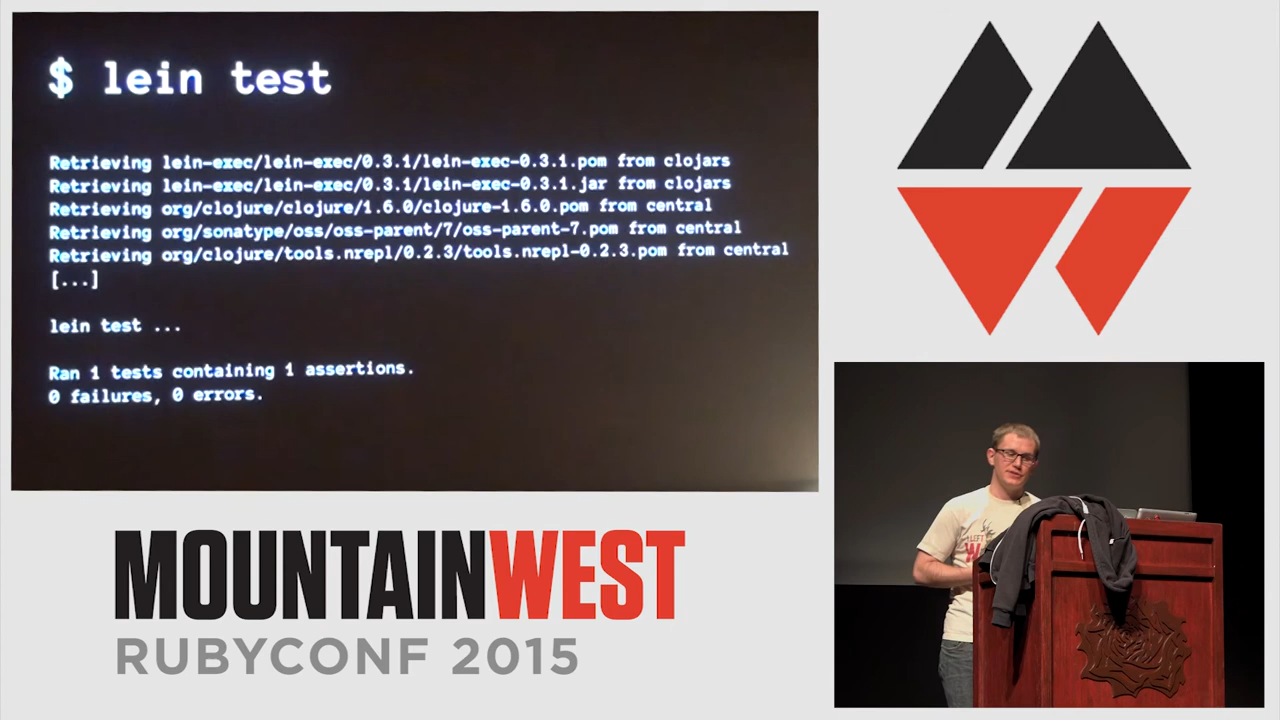 $ lein test
Retrieving lein-exec/lein-exec/0.3.1/lein-exec-0.3.1.pom from clojars
Retrieving lein-exec/lein-exec/0.3.1/lein-exec-0.3.1.jar from clojars
Retrieving org/clojure/clojure/1.6.0/clojure-1.6.0.pom from central
Retrieving org/sonatype/oss/oss-parent/7/oss-parent-7.pom from central
Retrieving org/clojure/tools.nrepl/0.2.3/tools.nrepl-0.2.3.pom from central
[...]
lein test ...
Ran 1 tests containing 1 assertions.
0 failures, 0 errors.
MOUNTAINWEST
RUBYCONF 2015
LEFT